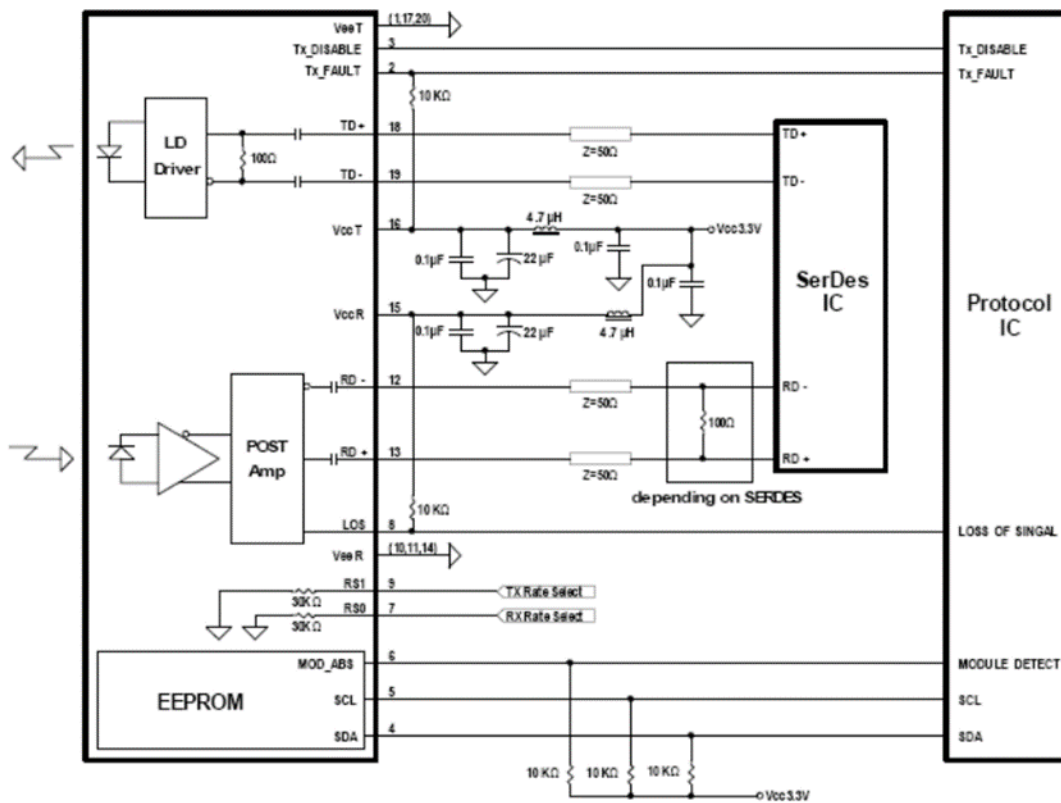 VeeT
(1,17,20)
Tx_DISABLE
3
Tx_DISABLE
Tx_FAULT
2
Tx_FAULT
10 KΩ
LD
Driver
100Ω
TD+
18
Z=50Ω
TD+
TD-
19
Z=50Ω
TD-
VccT
16
4.7 µH
Vcc3.3V
0.1µF
22 µF
0.1µF
0.1µF
SerDes
IC
Protocol
IC
VccR
15
0.1µF
22 µF
4.7 µH
RD -
12
Z=50Ω
RD -
POST
Amp
100Ω
RD +
13
Z=50Ω
RD +
depending on SERDES
10 KΩ
LOS
8
LOSS OF SINGAL
VeeR
(10,11,14)
RS1
9
TX Rate Select
30KΩ
RS0
7
RX Rate Select
30KΩ
MOD_ABS
6
MODULE DETECT
EEPROM
SCL
5
SCL
SDA
4
SDA
10 KΩ
10 KΩ
10 KΩ
Vcc3.3V